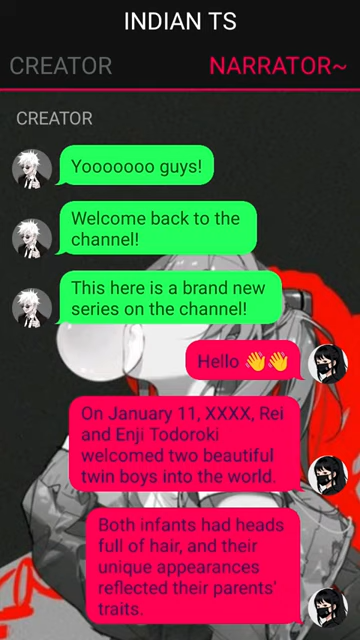 INDIAN TS
CREATOR NARRATOR~
CREATOR
Yooooooo guys!
Welcome back to the
channel!
This here is a brand new
series on the channel!
Hello 👋👋
On January 11, XXXX, Rei
and Enji Todoroki
welcomed two beautiful
twin boys into the world.
Both infants had heads
full of hair, and their
unique appearances
reflected their parents'
traits.